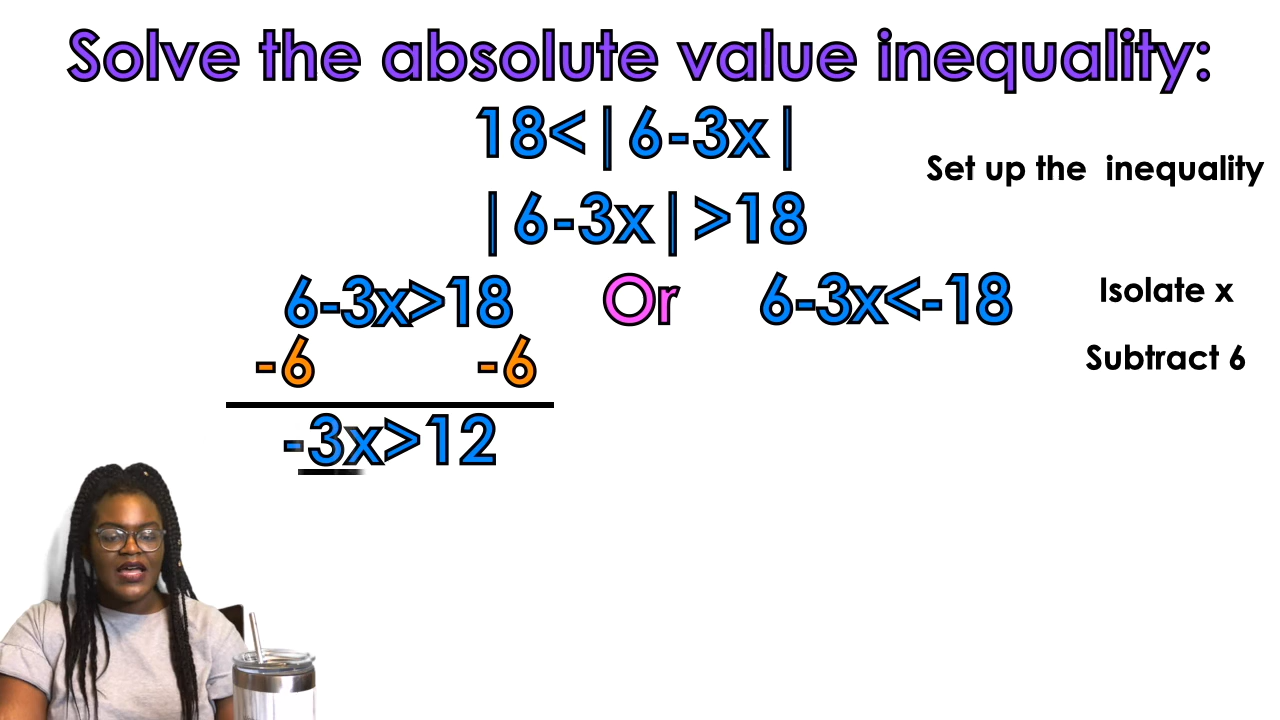 Solve the absolute value inequality:
18<|6-3x|
Set up the inequality
|6-3x|>18
6-3x>18 Or 6-3x<-18
Isolate x
-6 -6
Subtract 6
-3x>12